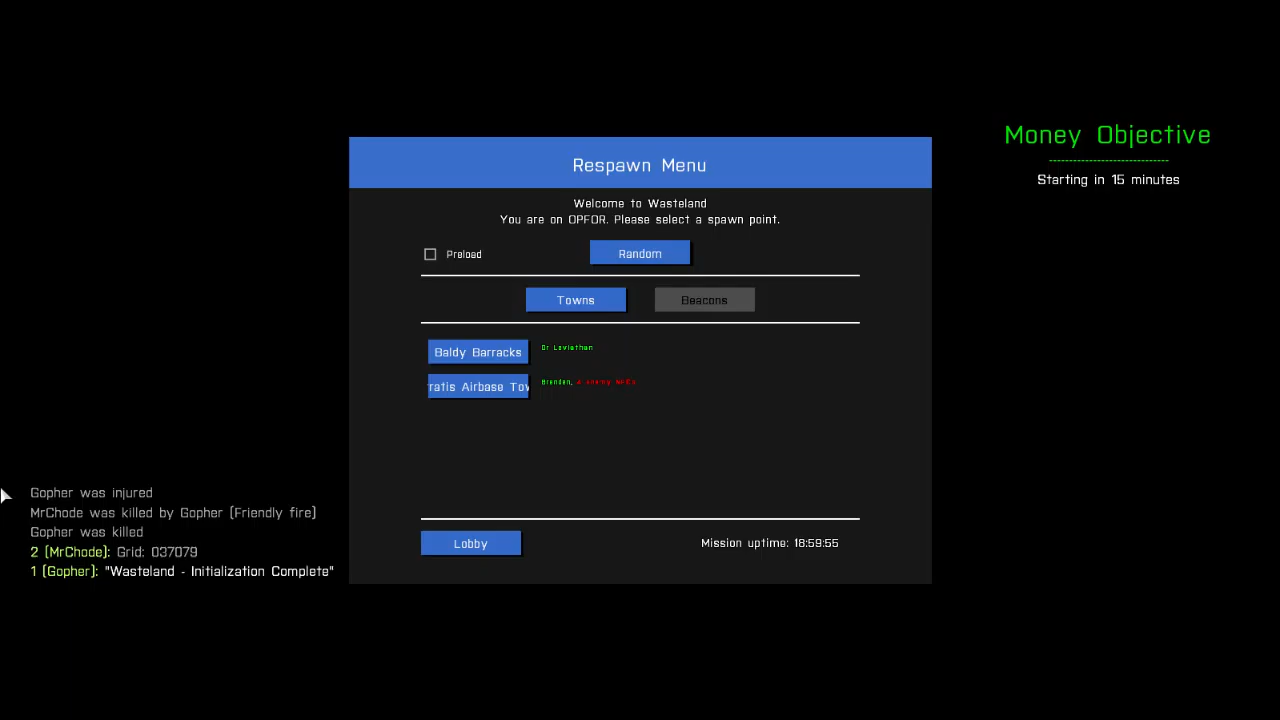 Money Objective
------------------------------
Starting in 15 minutes
Respawn Menu
Welcome to Wasteland
You are on OPFOR. Please select a spawn point.
Preload
Random
Towns
Beacons
Baldy Barracks
Dr Leviathan
ratis Airbase Tow
Brendan, enemy
Gopher was injured
MrChode was killed by Gopher (Friendly fire)
Gopher was killed
2 (MrChode): Grid: 037079
1 (Gopher): "Wasteland - Initialization Complete"
Lobby
Mission uptime: 18:59:55